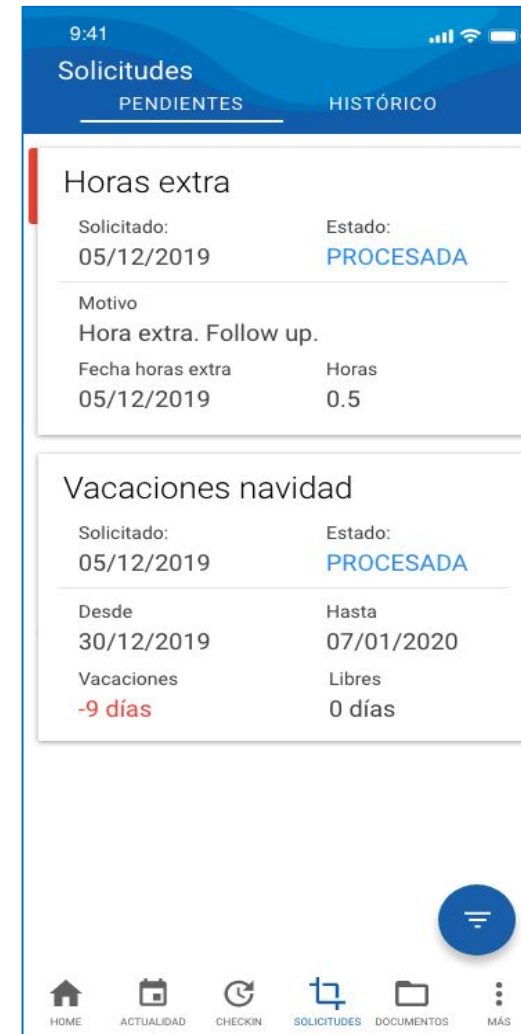 9:41
Solicitudes
PENDIENTES HISTÓRICO
Horas extra
Solicitado: Estado:
05/12/2019 PROCESADA
Motivo
Hora extra. Follow up.
Fecha horas extra Horas
05/12/2019 0.5
Vacaciones navidad
Solicitado: Estado:
05/12/2019 PROCESADA
Desde Hasta
30/12/2019 07/01/2020
Vacaciones Libres
-9 días 0 días
HOME ACTUALIDAD CHECKIN SOLICITUDES DOCUMENTOS MÁS